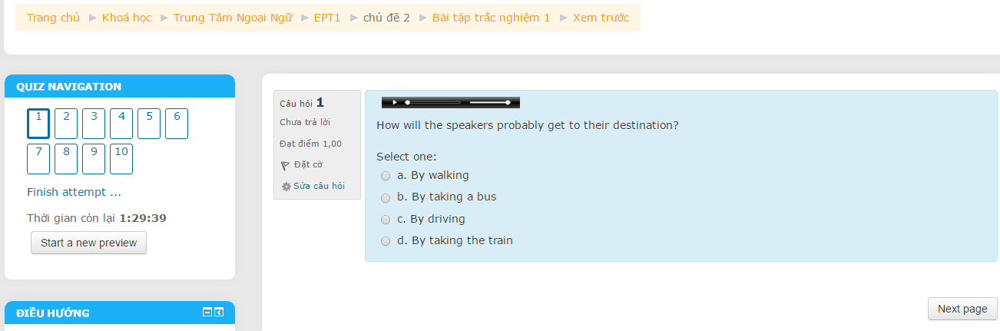 Trang chủ ▶ Khoá học ▶ Trung Tâm Ngoại Ngữ ▶ EPT1 ▶ chủ đề 2 ▶ Bài tập trắc nghiệm 1 ▶ Xem trước
QUIZ NAVIGATION
1 2 3 4 5 6
7 8 9 10
Finish attempt ...
Thời gian còn lại 1:29:39
Start a new preview
ĐIỀU HƯỚNG
Câu hỏi 1
Chưa trả lời
Đạt điểm 1,00
Đặt cờ
Sửa câu hỏi
How will the speakers probably get to their destination?
Select one:
a. By walking
b. By taking a bus
c. By driving
d. By taking the train
Next page